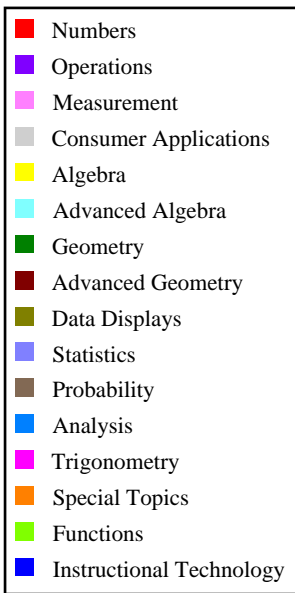 Numbers
Operations
Measurement
Consumer Applications
Algebra
Advanced Algebra
Geometry
Advanced Geometry
Data Displays
Statistics
Probability
Analysis
Trigonometry
Special Topics
Functions
Instructional Technology